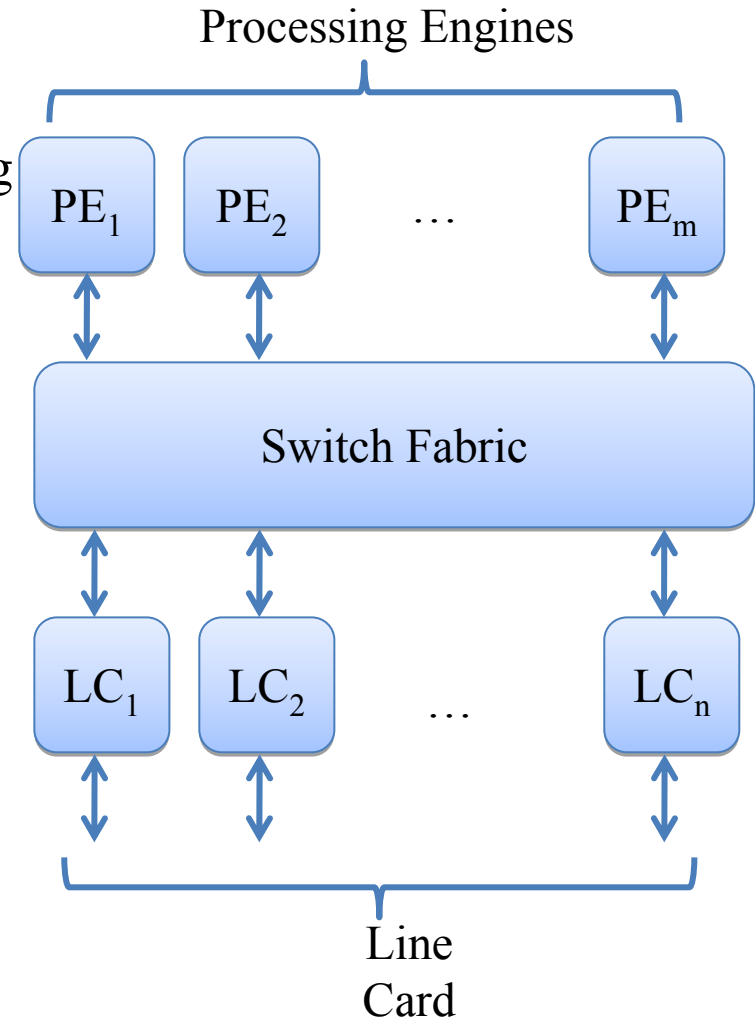 Processing Engines
g
PE₁ PE₂ … PEₘ
Switch Fabric
LC₁ LC₂ … LCₙ
Line
Card